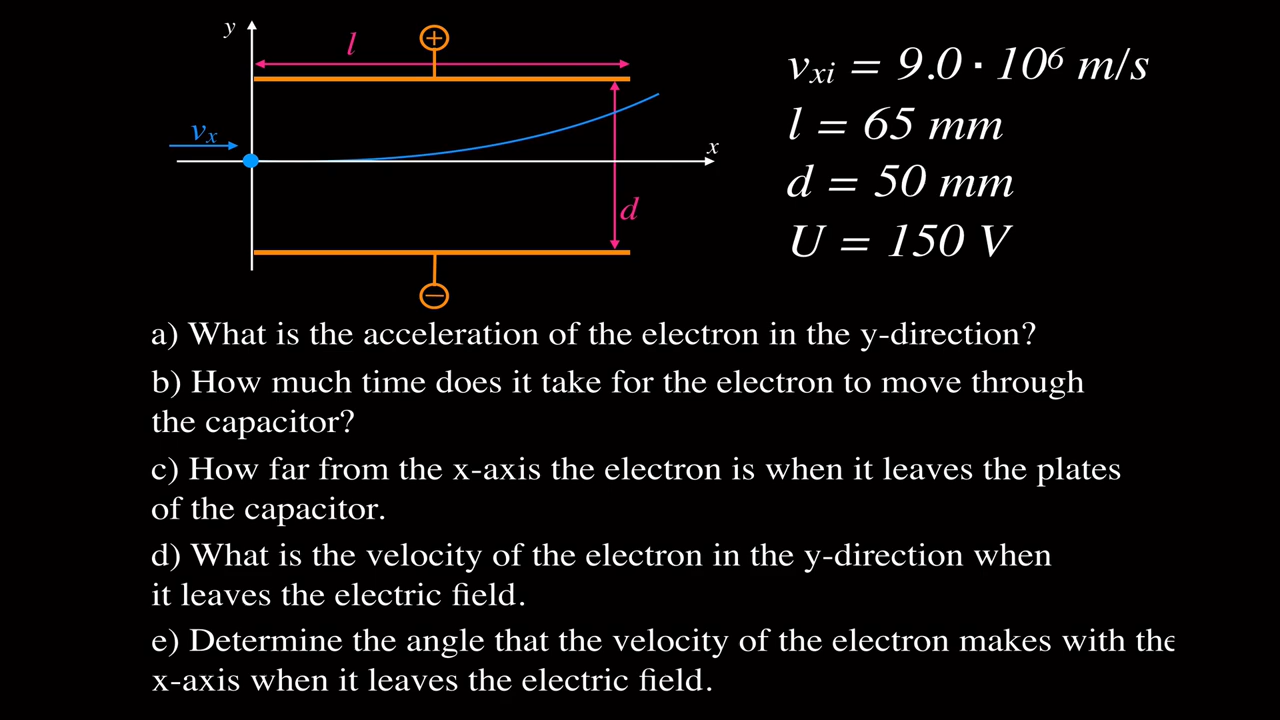 y
l
+
vₓᵢ = 9.0 · 10⁶ m/s
l = 65 mm
vₓ
x
d = 50 mm
d
U = 150 V
−
a) What is the acceleration of the electron in the y-direction?
b) How much time does it take for the electron to move through
the capacitor?
c) How far from the x-axis the electron is when it leaves the plates
of the capacitor.
d) What is the velocity of the electron in the y-direction when
it leaves the electric field.
e) Determine the angle that the velocity of the electron makes with the
x-axis when it leaves the electric field.